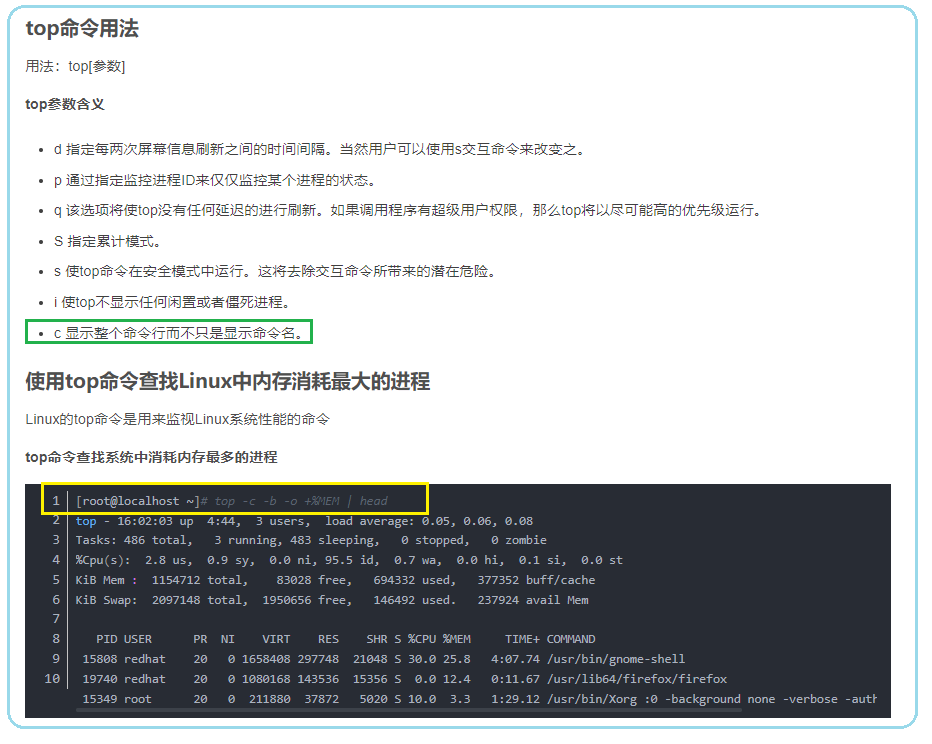 top命令用法
用法：top[参数]
top参数含义
• d 指定每两次屏幕信息刷新之间的时间间隔。当然用户可以使用s交互命令来改变之。
• p 通过指定监控进程ID来仅仅监控某个进程的状态。
• q 该选项将使top没有任何延迟的进行刷新。如果调用程序有超级用户权限，那么top将以尽可能高的优先级运行。
• S 指定累计模式。
• s 使top命令在安全模式中运行。这将去除交互命令所带来的潜在危险。
• i 使top不显示任何闲置或者僵死进程。
• c 显示整个命令行而不只是显示命令名。
使用top命令查找Linux中内存消耗最大的进程
Linux的top命令是用来监视Linux系统性能的命令
top命令查找系统中消耗内存最多的进程
1 [root@localhost ~]# top -c -b -o +%MEM | head
2 top - 16:02:03 up  4:44,  3 users,  load average: 0.05, 0.06, 0.08
3 Tasks: 486 total,   3 running, 483 sleeping,   0 stopped,   0 zombie
4 %Cpu(s):  2.8 us,  0.9 sy,  0.0 ni, 95.5 id,  0.7 wa,  0.0 hi,  0.1 si,  0.0 st
5 KiB Mem :  1154712 total,    83028 free,   694332 used,   377352 buff/cache
6 KiB Swap:  2097148 total,  1950656 free,   146492 used.   237924 avail Mem
7
8    PID USER      PR  NI    VIRT    RES    SHR S %CPU %MEM     TIME+ COMMAND
9  15808 redhat    20   0 1658408 297748  21048 S 30.0 25.8   4:07.74 /usr/bin/gnome-shell
10  19740 redhat    20   0 1080168 143536  15356 S  0.0 12.4   0:11.67 /usr/lib64/firefox/firefox
15349 root      20   0  211880  37872   5020 S 10.0  3.3   1:29.12 /usr/bin/Xorg :0 -background none -verbose -auth